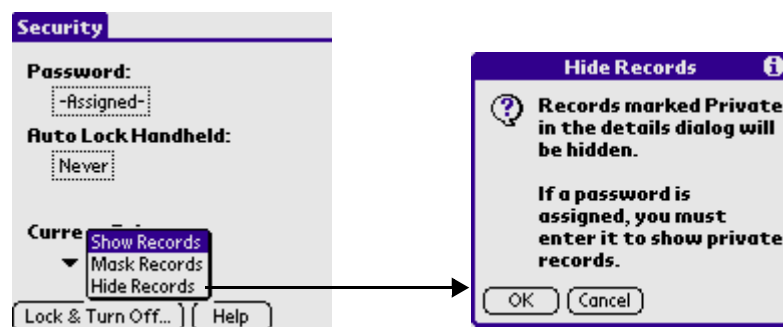 Security
Password:
-Assigned-
Auto Lock Handheld:
Never
Curre
Show Records
Mask Records
Hide Records
Lock & Turn Off...
Help
Hide Records
Records marked Private
in the details dialog will
be hidden.
If a password is
assigned, you must
enter it to show private
records.
OK
Cancel